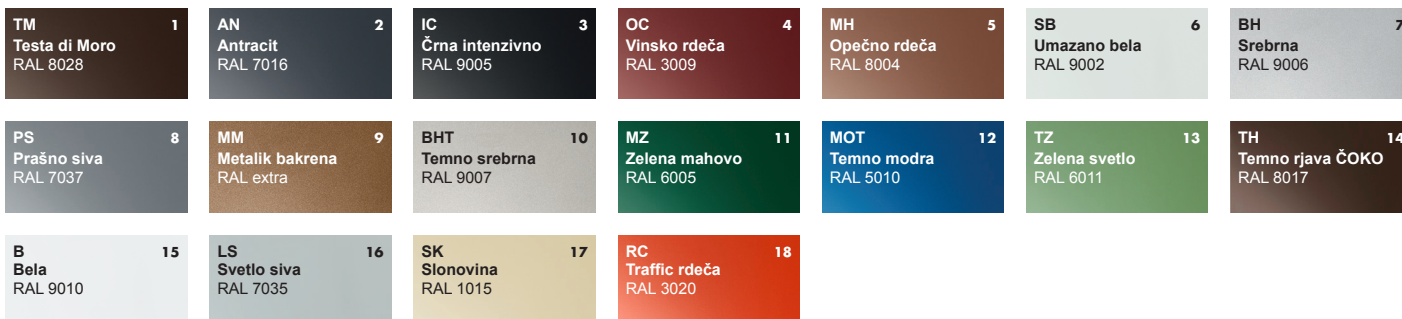 TM 1
Testa di Moro
RAL 8028
AN 2
Antracit
RAL 7016
IC 3
Črna intenzivno
RAL 9005
OC 4
Vinsko rdeča
RAL 3009
MH 5
Opečno rdeča
RAL 8004
SB 6
Umazano bela
RAL 9002
BH 7
Srebrna
RAL 9006
PS 8
Prašno siva
RAL 7037
MM 9
Metalik bakrena
RAL extra
BHT 10
Temno srebrna
RAL 9007
MZ 11
Zelena mahovo
RAL 6005
MOT 12
Temno modra
RAL 5010
TZ 13
Zelena svetlo
RAL 6011
TH 14
Temno rjava ČOKO
RAL 8017
B 15
Bela
RAL 9010
LS 16
Svetlo siva
RAL 7035
SK 17
Slonovina
RAL 1015
RC 18
Traffic rdeča
RAL 3020